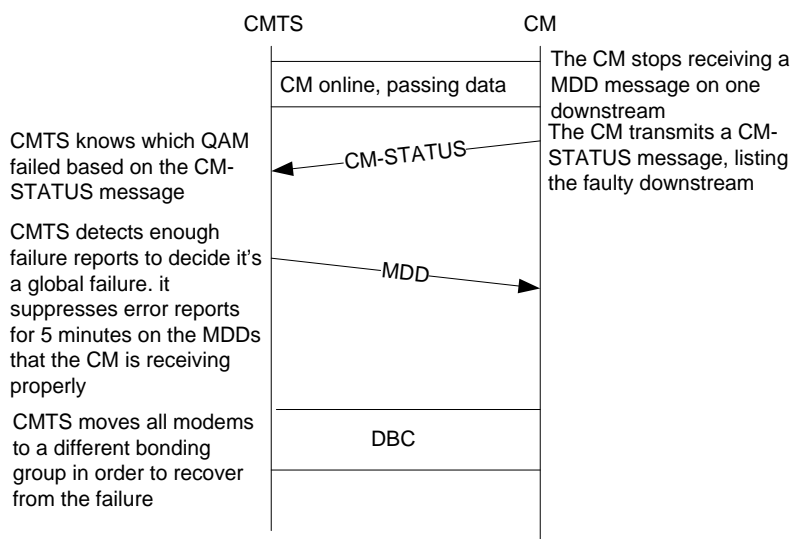 CMTS
CM
The CM stops receiving a
MDD message on one
downstream
CM online, passing data
The CM transmits a CM-
STATUS message, listing
the faulty downstream
CM-STATUS
CMTS knows which QAM
failed based on the CM-
STATUS message
CMTS detects enough
failure reports to decide it's
a global failure. it
suppresses error reports
for 5 minutes on the MDDs
that the CM is receiving
properly
MDD
CMTS moves all modems
to a different bonding
group in order to recover
from the failure
DBC